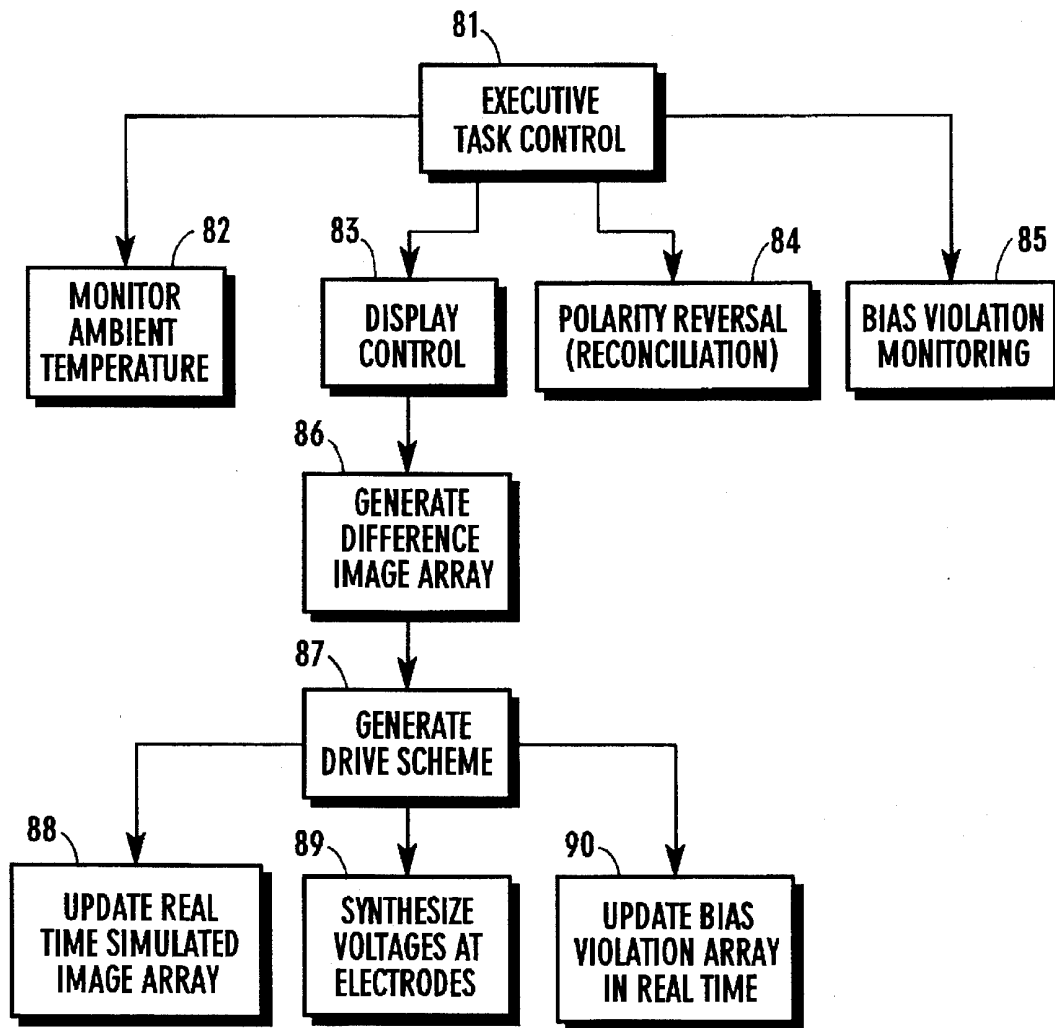 81
EXECUTIVE
TASK CONTROL
82
MONITOR
AMBIENT
TEMPERATURE
83
DISPLAY
CONTROL
84
POLARITY REVERSAL
(RECONCILIATION)
85
BIAS VIOLATION
MONITORING
86
GENERATE
DIFFERENCE
IMAGE ARRAY
87
GENERATE
DRIVE SCHEME
88
UPDATE REAL
TIME SIMULATED
IMAGE ARRAY
89
SYNTHESIZE
VOLTAGES AT
ELECTRODES
90
UPDATE BIAS
VIOLATION ARRAY
IN REAL TIME